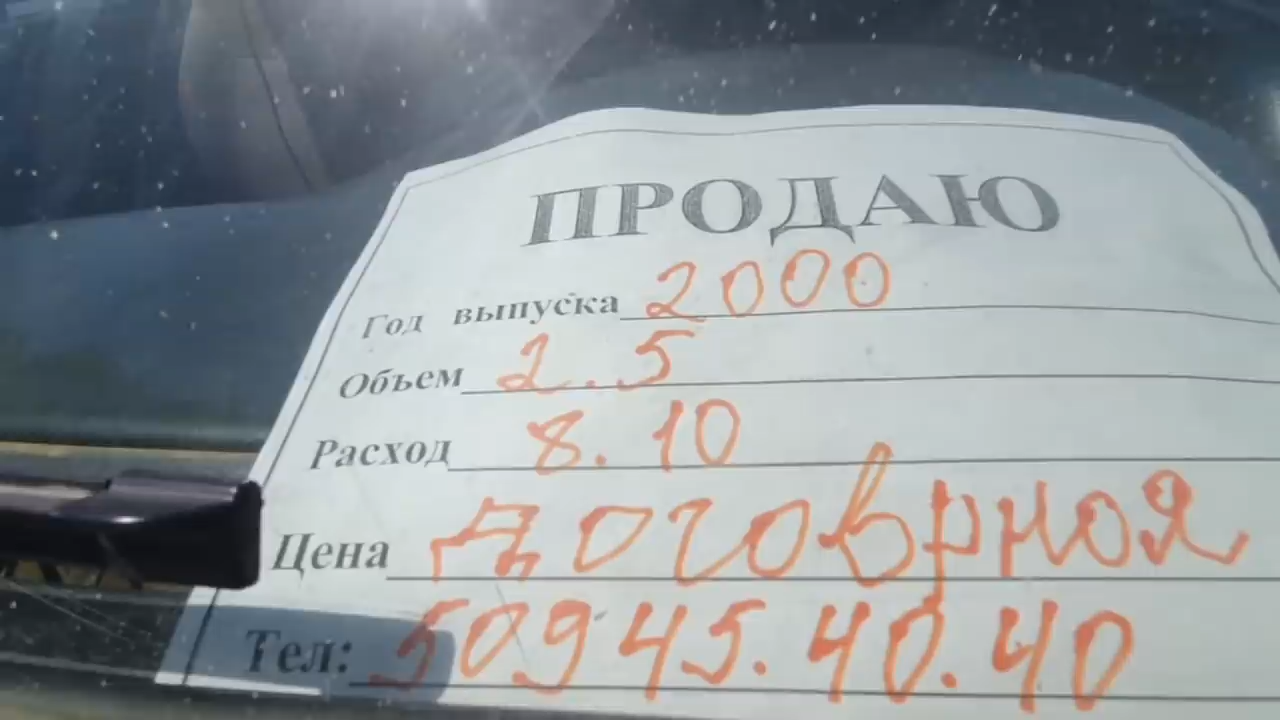 ПРОДАЮ
Год выпуска 2000
Объем 2.5
Расход 8.10
Цена Договрноя
Тел: 50945.40.40